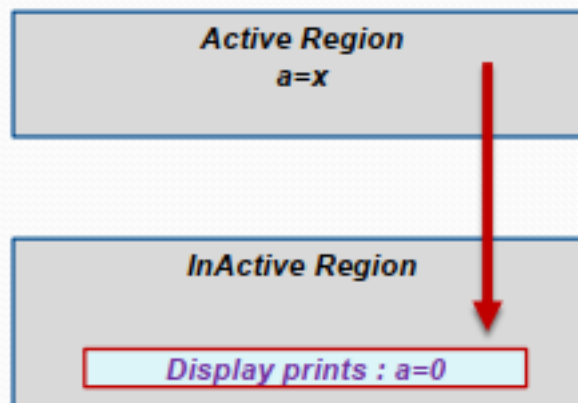 Active Region
a=x
InActive Region
Display prints : a=0